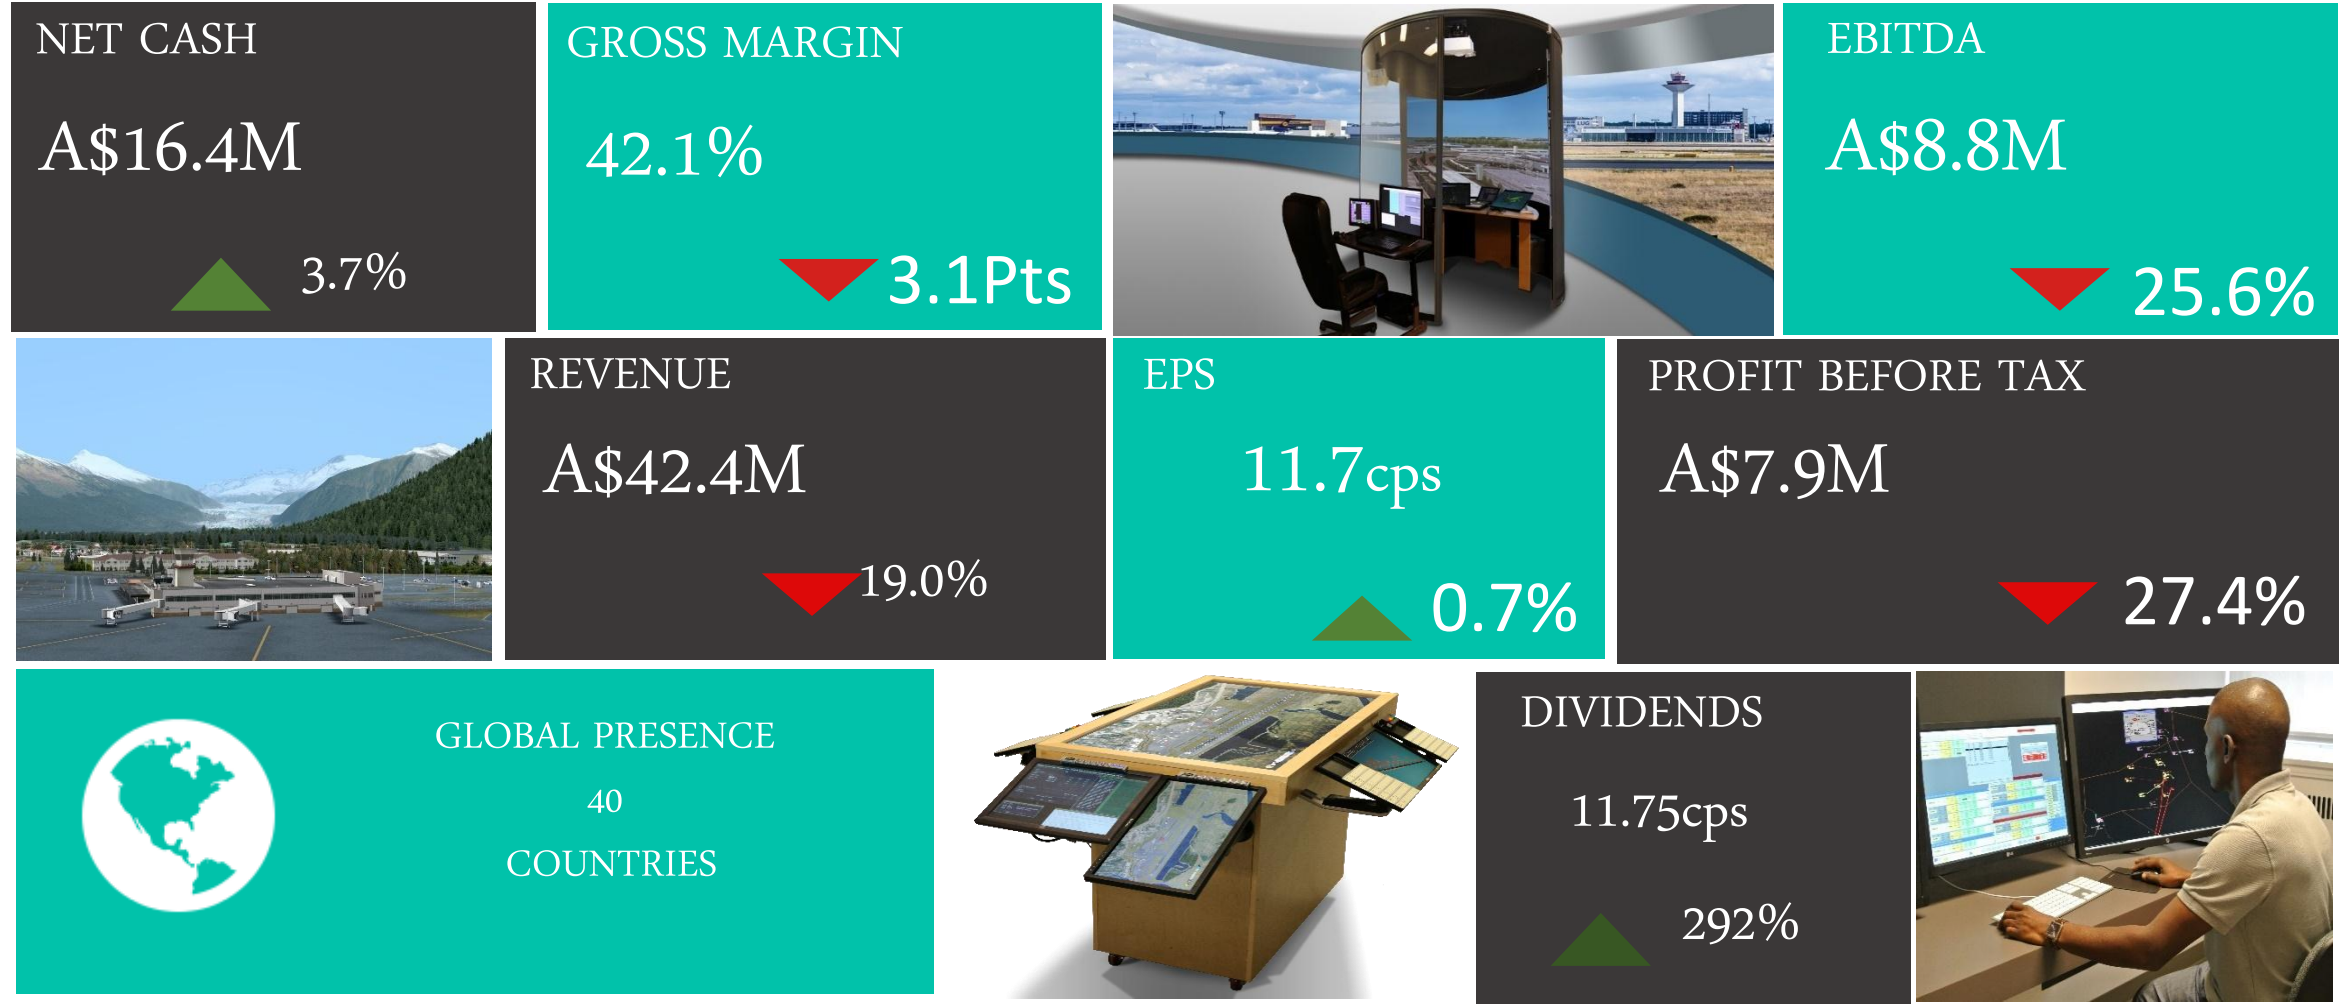 NET CASH
A$16.4M
3.7%
GROSS MARGIN
42.1%
3.1Pts
EBITDA
A$8.8M
25.6%
REVENUE
A$42.4M
19.0%
EPS
11.7cps
0.7%
PROFIT BEFORE TAX
A$7.9M
27.4%
GLOBAL PRESENCE
40
COUNTRIES
DIVIDENDS
11.75cps
292%